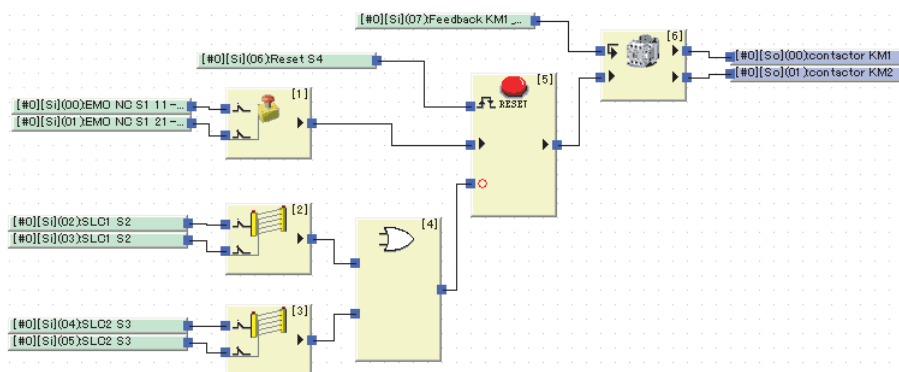 [#0][Si](07):Feedback KM1 _...
[6]
[#0][So](00):contactor KM1
[#0][So](01):contactor KM2
[#0][Si](06):Reset S4
[5]
RESET
[#0][Si](00):EMO NC S1 11-...
[#0][Si](01):EMO NC S1 21-...
[1]
[#0][Si](02):SLC1 S2
[#0][Si](03):SLC1 S2
[2]
[4]
[#0][Si](04):SLC2 S3
[#0][Si](05):SLC2 S3
[3]